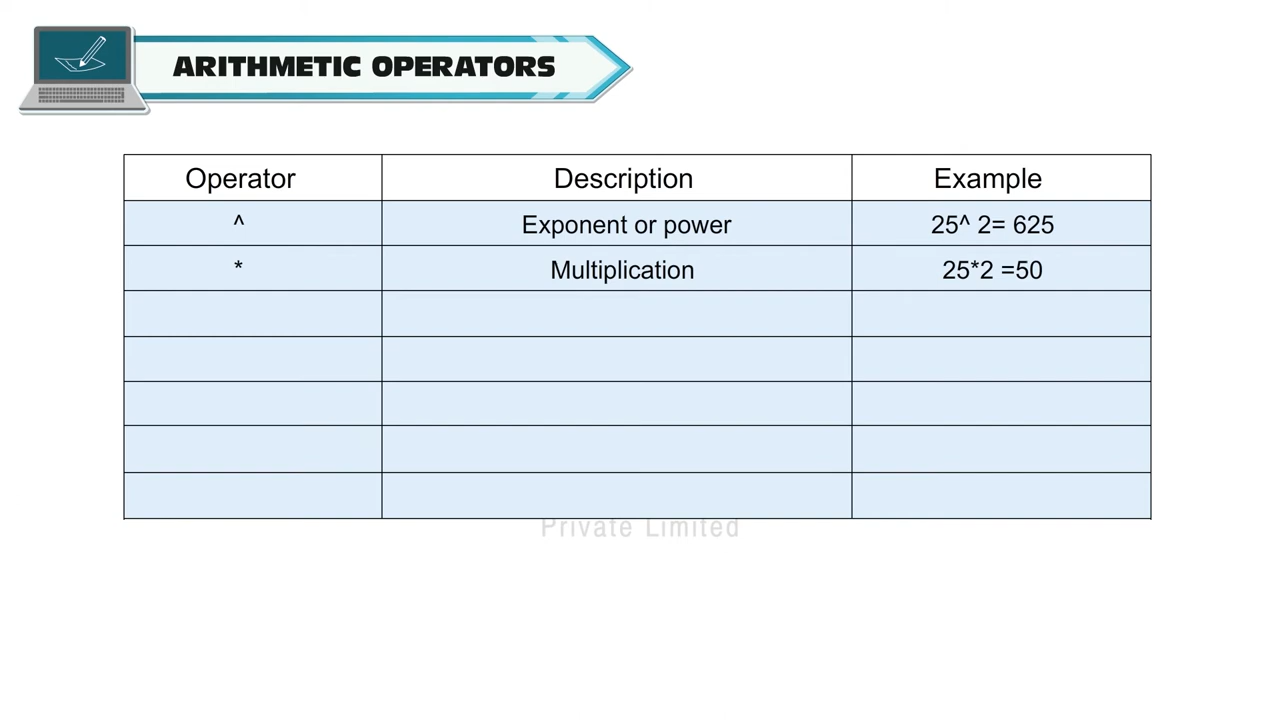 ARITHMETIC OPERATORS
Operator Description Example
^ Exponent or power 25^ 2= 625
* Multiplication 25*2 =50
Private Limited